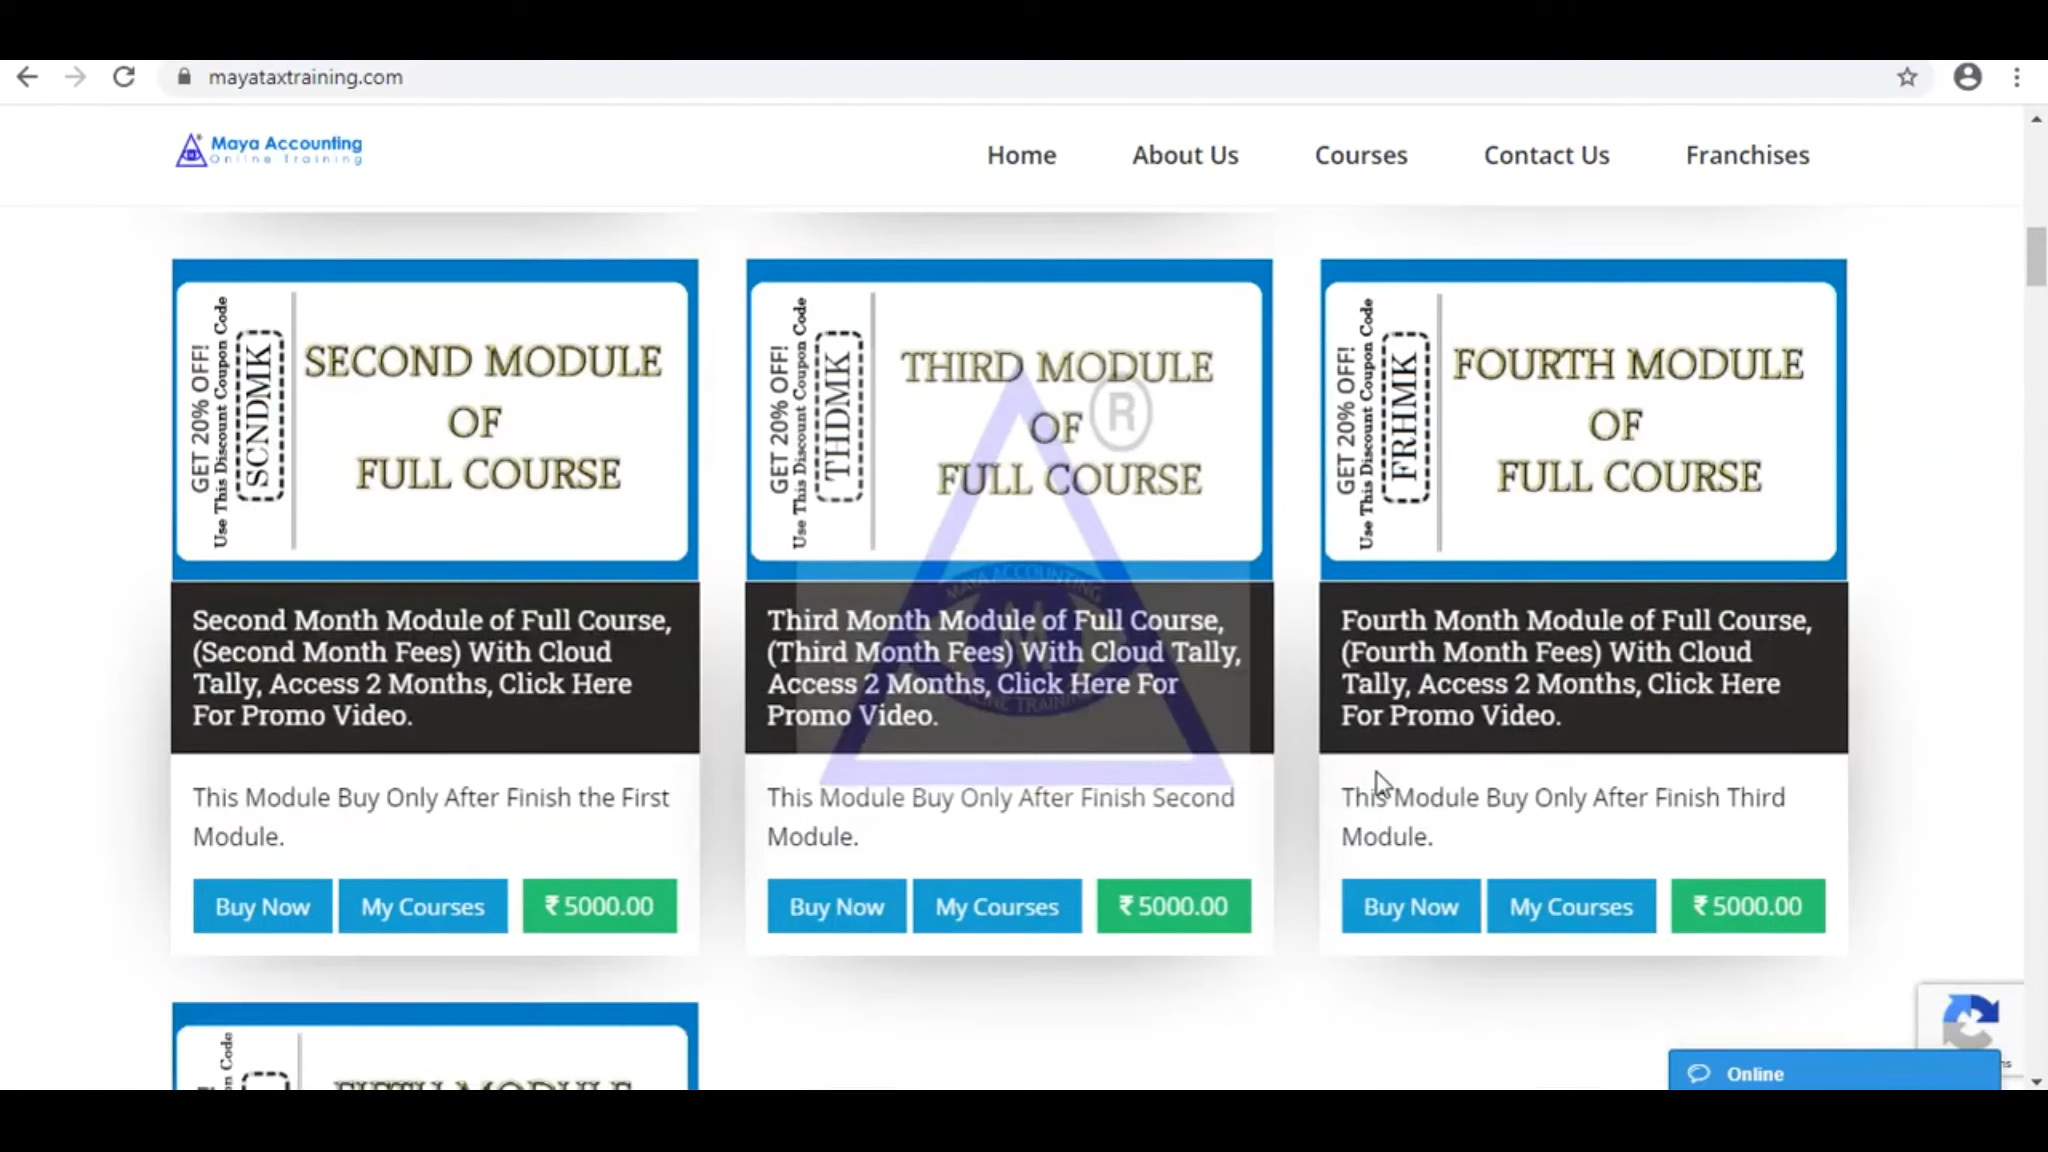 mayataxtraining.com
Maya Accounting
Online Training
Home
About Us
Courses
Contact Us
Franchises
GET 20% OFF!
Use This Discount Coupon Code
SCNDMK
SECOND MODULE
OF
FULL COURSE
GET 20% OFF!
Use This Discount Coupon Code
THDMK
THIRD MODULE
OF
FULL COURSE
R
GET 20% OFF!
Use This Discount Coupon Code
FRHMK
FOURTH MODULE
OF
FULL COURSE
Second Month Module of Full Course,
(Second Month Fees) With Cloud
Tally, Access 2 Months, Click Here
For Promo Video.
MAYA ACCOUNTING
Third Month Module of Full Course,
(Third Month Fees) With Cloud Tally,
Access 2 Months, Click Here For
Promo Video.
Fourth Month Module of Full Course,
(Fourth Month Fees) With Cloud
Tally, Access 2 Months, Click Here
For Promo Video.
This Module Buy Only After Finish the First
Module.
This Module Buy Only After Finish Second
Module.
This Module Buy Only After Finish Third
Module.
Buy Now
My Courses
₹ 5000.00
Buy Now
My Courses
₹ 5000.00
Buy Now
My Courses
₹ 5000.00
FIFTH MODULE
Online